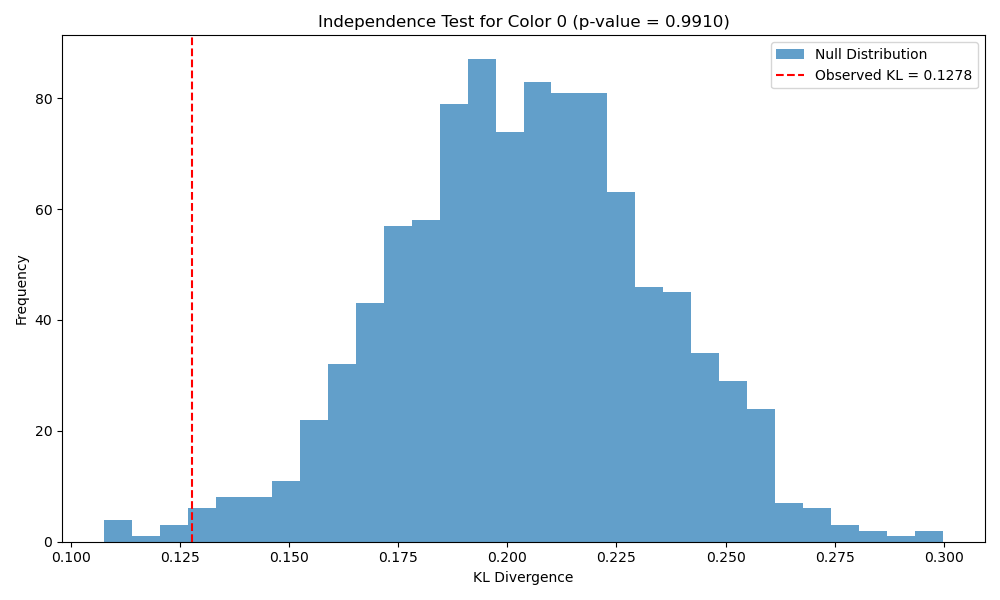 Independence Test for Color 0 (p-value = 0.9910)
Null Distribution
Observed KL = 0.1278
Frequency
80
60
40
20
0
0.100 0.125 0.150 0.175 0.200 0.225 0.250 0.275 0.300
KL Divergence